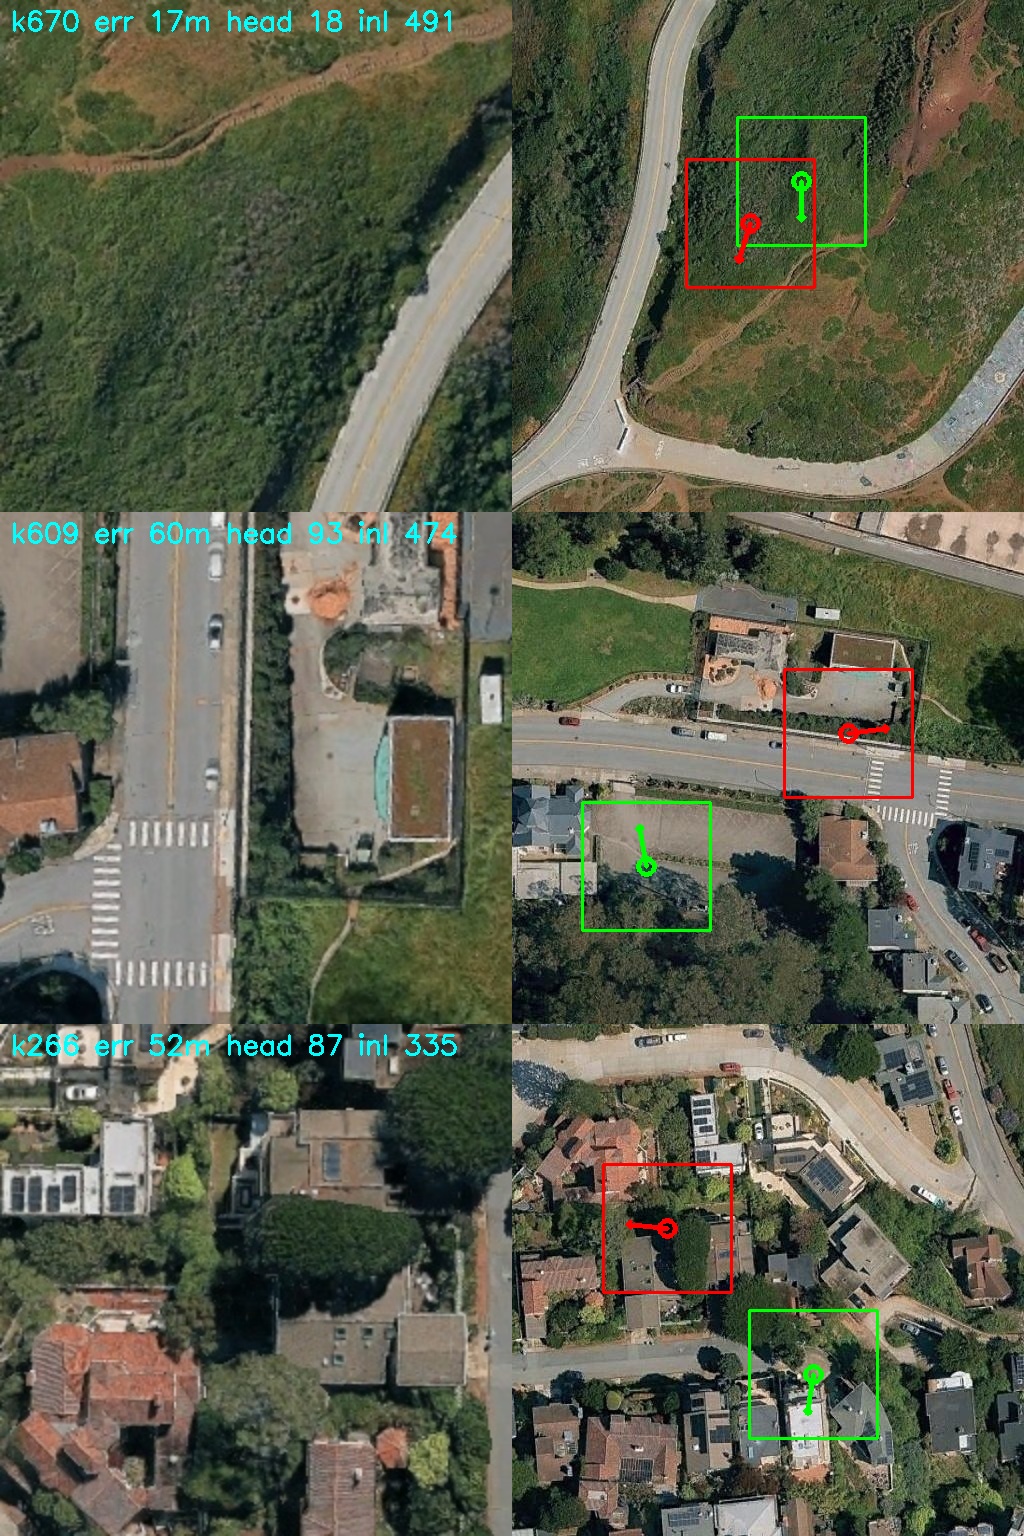 k670 err 17m head 18 inl 491
k609 err 60m head 93 inl 474
k266 err 52m head 87 inl 335